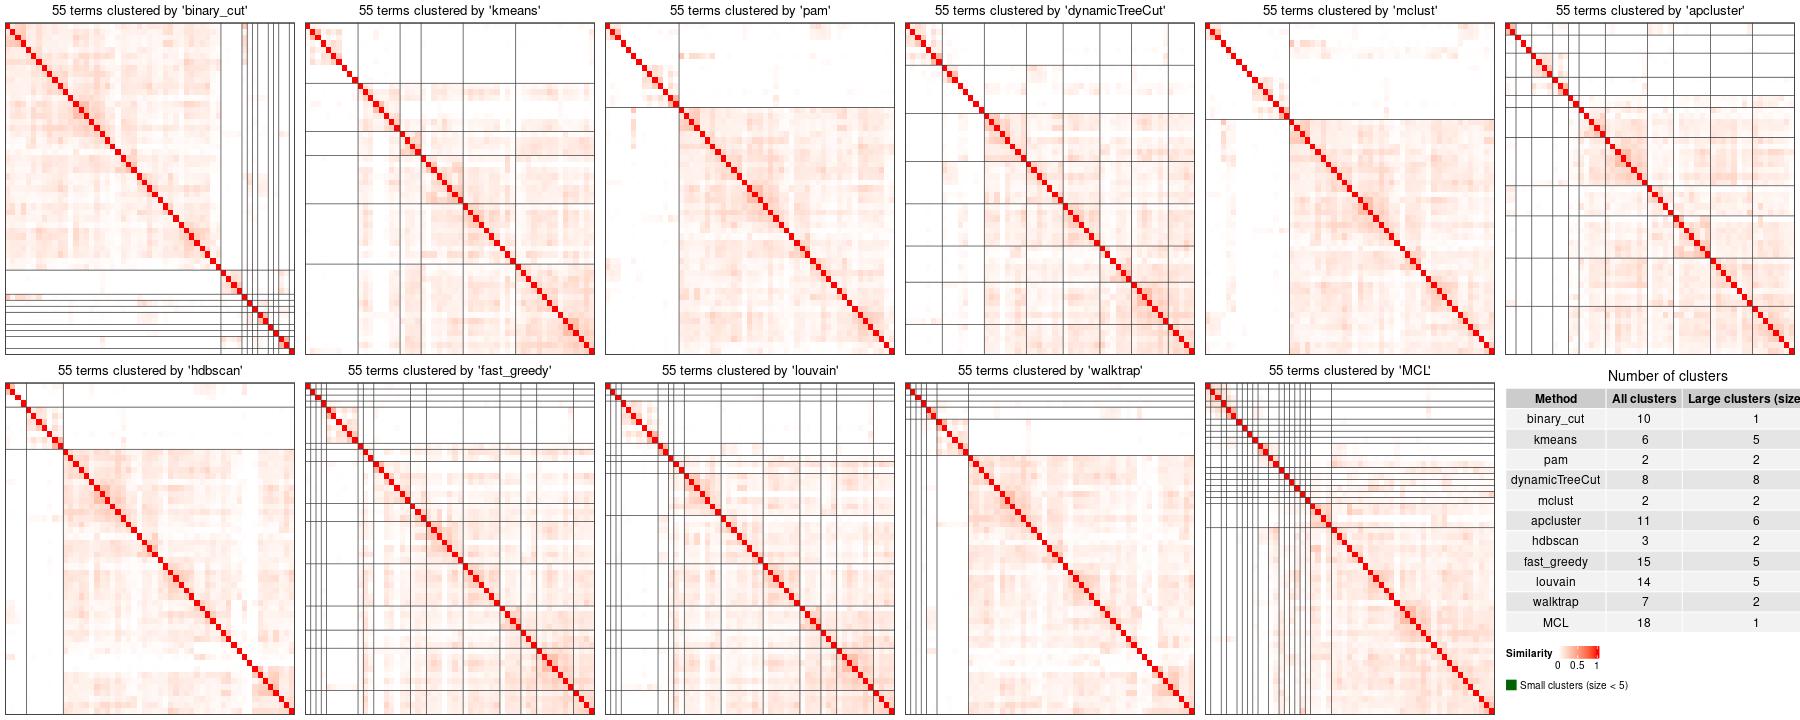 55 terms clustered by 'binary_cut'
55 terms clustered by 'kmeans'
55 terms clustered by 'pam'
55 terms clustered by 'dynamicTreeCut'
55 terms clustered by 'mclust'
55 terms clustered by 'apcluster'
55 terms clustered by 'hdbscan'
55 terms clustered by 'fast_greedy'
55 terms clustered by 'louvain'
55 terms clustered by 'walktrap'
55 terms clustered by 'MCL'
Number of clusters
Method All clusters Large clusters (size
binary_cut 10 1
kmeans 6 5
pam 2 2
dynamicTreeCut 8 8
mclust 2 2
apcluster 11 6
hdbscan 3 2
fast_greedy 15 5
louvain 14 5
walktrap 7 2
MCL 18 1
Similarity
0 0.5 1
Small clusters (size < 5)